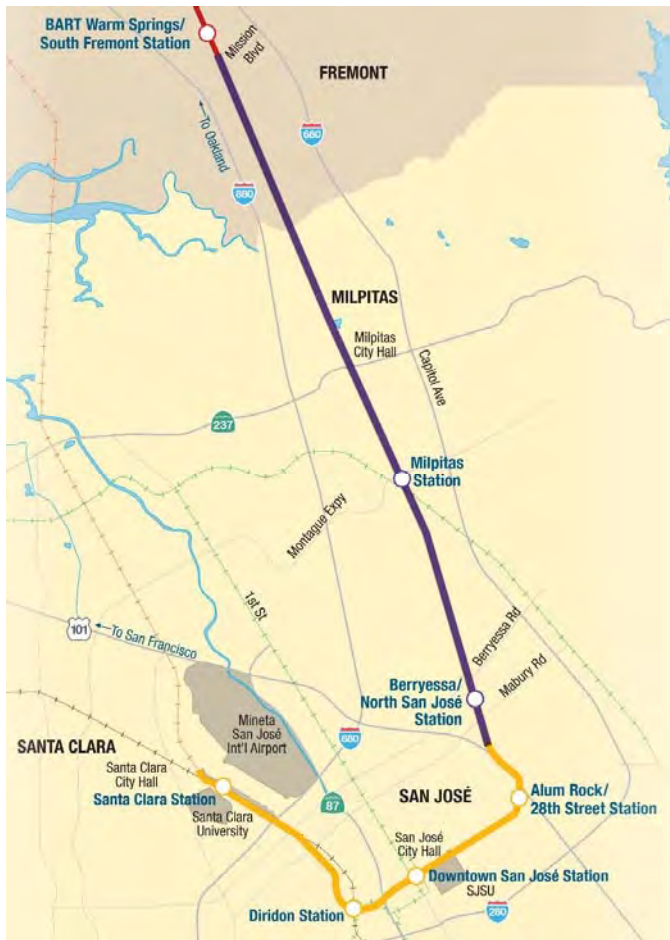 BART Warm Springs/
South Fremont Station
Mission
Blvd
FREMONT
To Oakland
680
880
MILPITAS
Milpitas
City Hall
Capitol Ave
237
Milpitas
Station
Montague Expy
1st St
101
To San Francisco
Berryessa Rd
Mabury Rd
Berryessa/
North San José
Station
Mineta
San José
Int'l Airport
880
SANTA CLARA
Santa Clara
City Hall
Santa Clara Station
Santa Clara
University
87
SAN JOSÉ
Alum Rock/
28th Street Station
San José
City Hall
Downtown San José Station
SJSU
Diridon Station
280